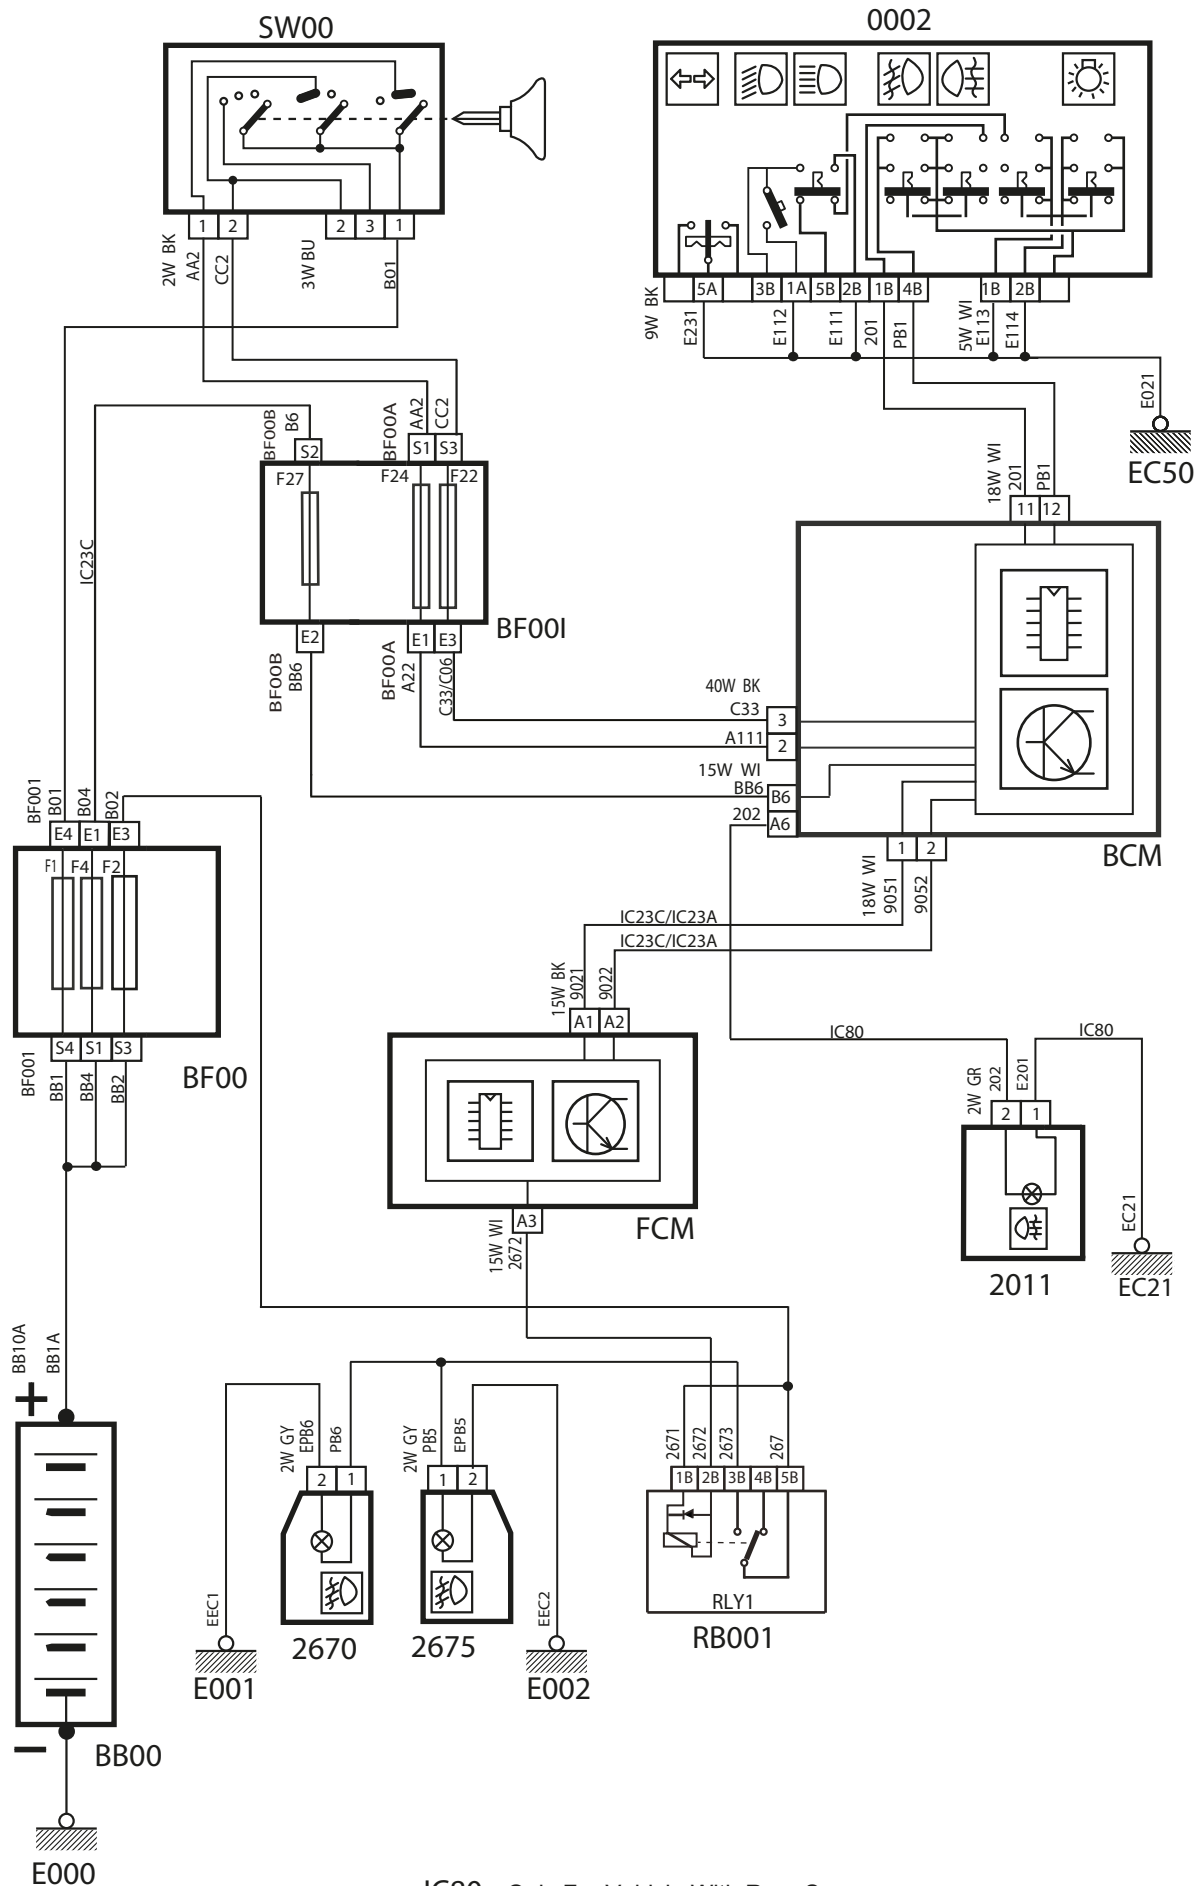 SW00
0002
1 2 2 3 1
2W BK
AA2
CC2
3W BU
B01
5A 3B 1A 5B 2B 1B 4B 1B 2B
9W BK
E231
E112
E111
201
PB1
5W WI
E113
E114
E021
EC50
BF00B
B6
BF00A
AA2
CC2
S2 S1 S3
F27 F24 F22
IC23C
E2 E1 E3
BF00I
BF00B
BB6
BF00A
A22
C33/C06
18W WI
201
PB1
11 12
40W BK
C33 3
A111 2
15W WI
BB6 B6
202 A6
BCM
1 2
18W WI
9051
9052
BF001
B01
B04
B02
E4 E1 E3
F1 F4 F2
S4 S1 S3
BF00
BF001
BB1
BB4
BB2
IC23C/IC23A
IC23C/IC23A
15W BK
9021
9022
A1 A2
FCM
A3
15W WI
2672
IC80
IC80
2W GR
202
E201
2 1
2011
EC21
EC21
BB10A
BB1A
+
−
BB00
E000
2W GY
EPB6
PB6
2 1
2670
EEC1
E001
2W GY
PB5
EPB5
1 2
2675
EEC2
E002
2671
2672
2673
267
1B 2B 3B 4B 5B
RLY1
RB001